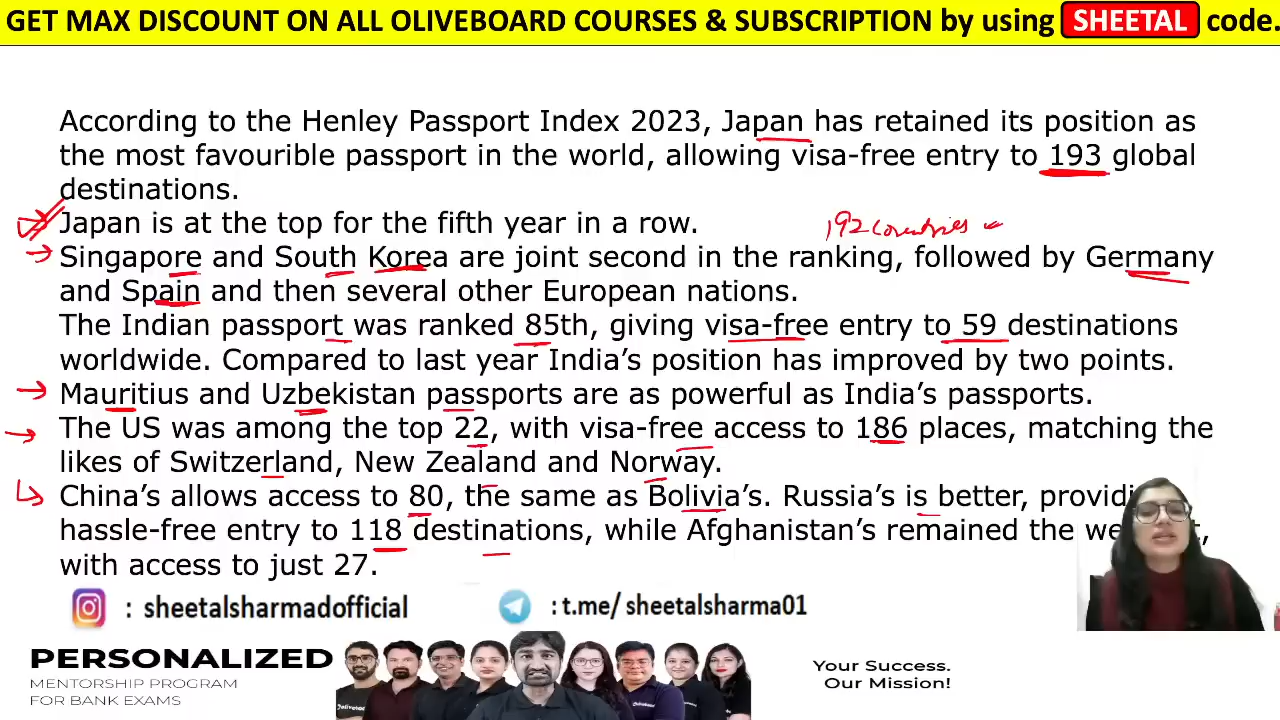 GET MAX DISCOUNT ON ALL OLIVEBOARD COURSES & SUBSCRIPTION by using SHEETAL code.
According to the Henley Passport Index 2023, Japan has retained its position as
the most favourible passport in the world, allowing visa-free entry to 193 global
destinations.
Japan is at the top for the fifth year in a row.
192 countries
Singapore and South Korea are joint second in the ranking, followed by Germany
and Spain and then several other European nations.
The Indian passport was ranked 85th, giving visa-free entry to 59 destinations
worldwide. Compared to last year India's position has improved by two points.
Mauritius and Uzbekistan passports are as powerful as India's passports.
The US was among the top 22, with visa-free access to 186 places, matching the
likes of Switzerland, New Zealand and Norway.
China's allows access to 80, the same as Bolivia's. Russia's is better, providi
hassle-free entry to 118 destinations, while Afghanistan's remained the we t,
with access to just 27.
: sheetalsharmadofficial
: t.me/ sheetalsharma01
PERSONALIZED
MENTORSHIP PROGRAM
FOR BANK EXAMS
Your Success.
Our Mission!